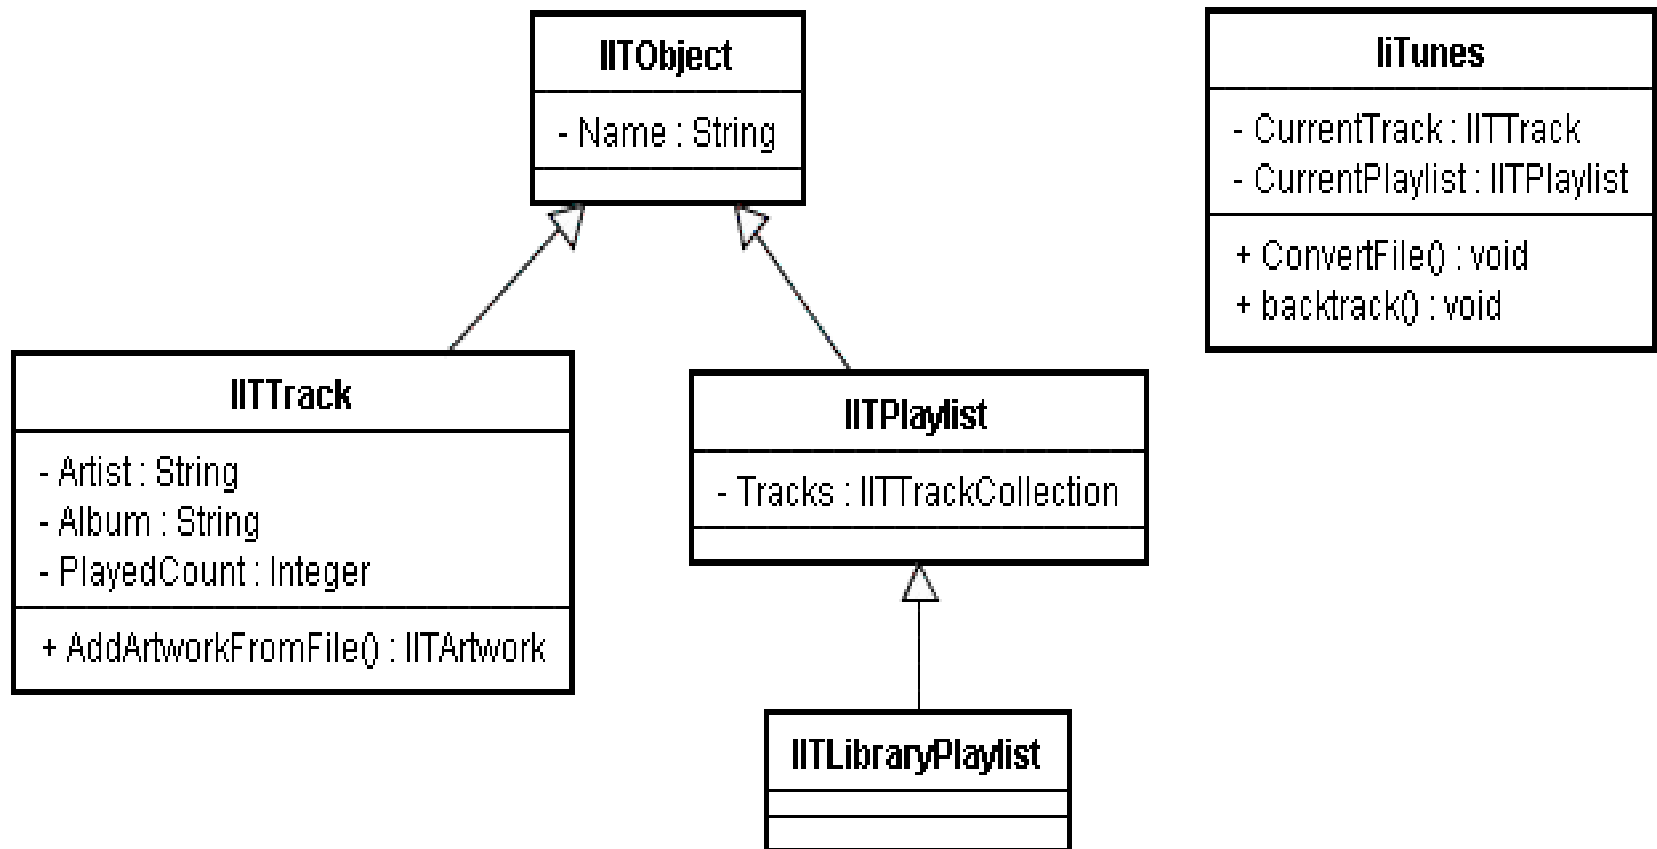 IITObject
- Name : String
IiTunes
- CurrentTrack : IITTrack
- CurrentPlaylist : IITPlaylist
+ ConvertFile() : void
+ backtrack() : void
IITTrack
- Artist : String
- Album : String
- PlayedCount : Integer
+ AddArtworkFromFile() : IITArtwork
IITPlaylist
- Tracks : IITTrackCollection
IITLibraryPlaylist